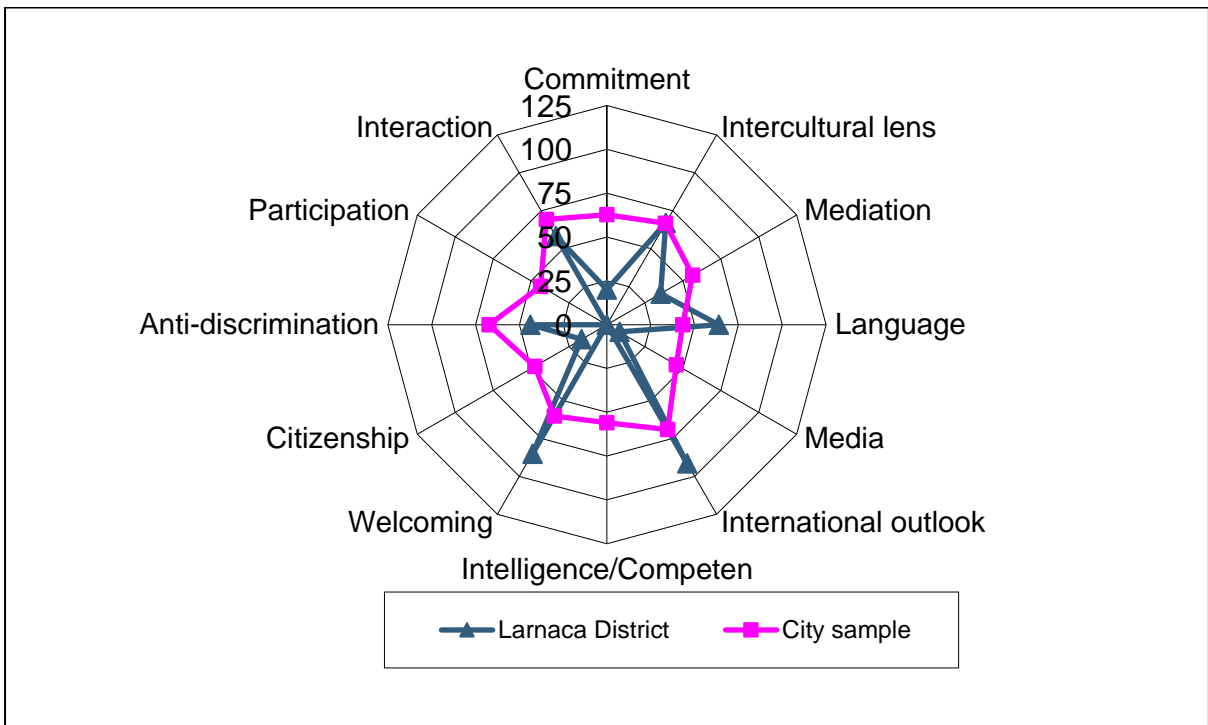 Commitment
125
Interaction
Intercultural lens
100
Participation
75
Mediation
50
25
Anti-discrimination
0
Language
Citizenship
Media
Welcoming
International outlook
Intelligence/Competen
Larnaca District
City sample